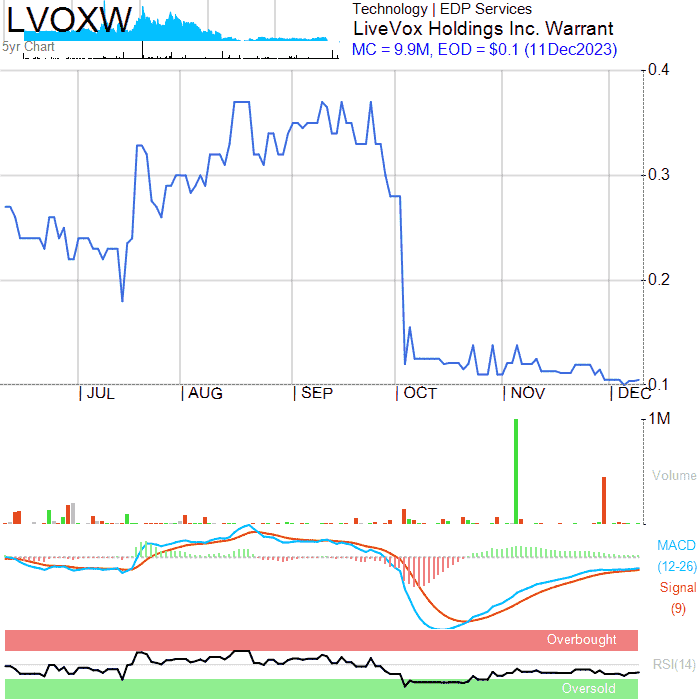 LVOXW
5yr Chart
Technology | EDP Services
LiveVox Holdings Inc. Warrant
MC = 9.9M, EOD = $0.1 (11Dec2023)
0.4
0.3
0.2
0.1
JUL
AUG
SEP
OCT
NOV
DEC
1M
Volume
MACD
(12-26)
Signal
(9)
Overbought
RSI(14)
Oversold